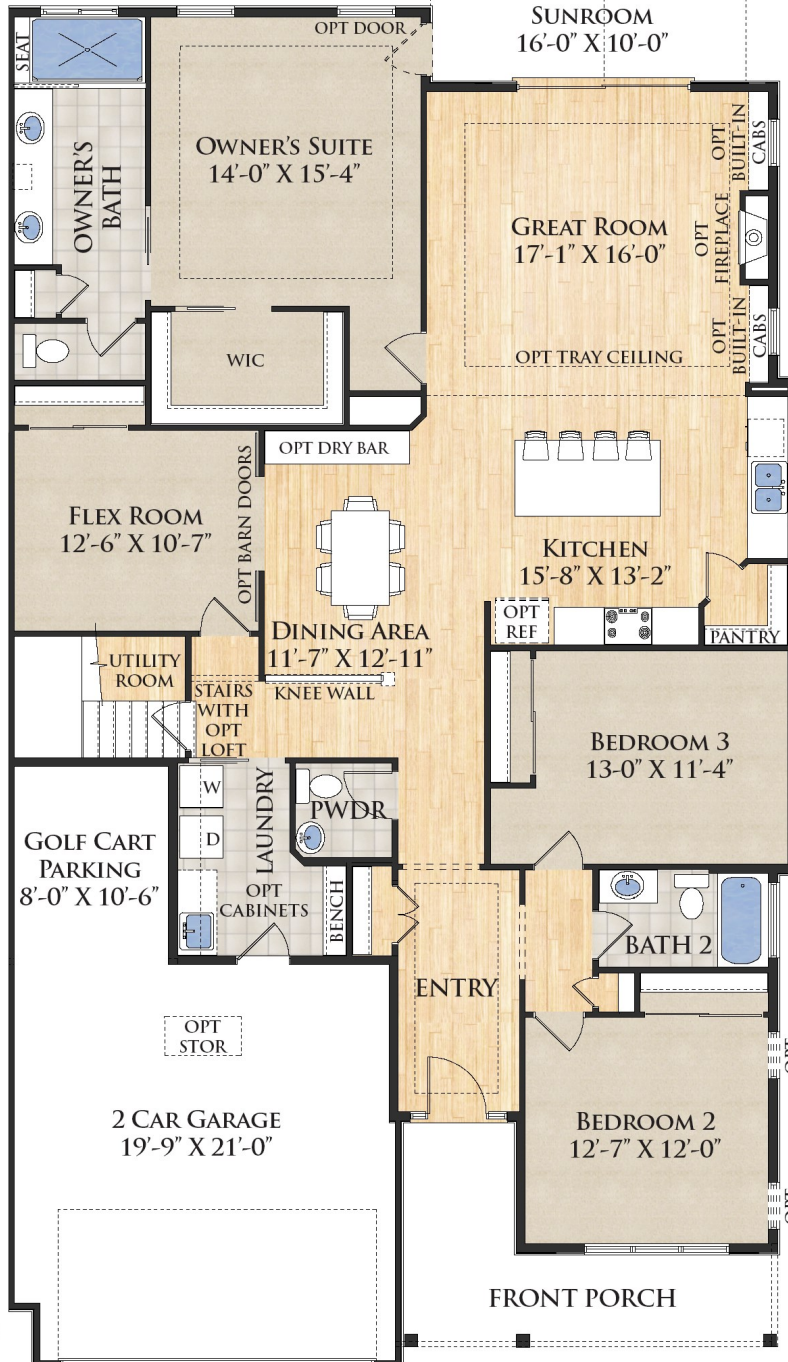 SUNROOM
16'-0" X 10'-0"
OPT DOOR
SEAT
OWNER'S
BATH
OWNER'S SUITE
14'-0" X 15'-4"
GREAT ROOM
17'-1" X 16'-0"
OPT
BUILT-IN
CABS
OPT
FIREPLACE
OPT
BUILT-IN
CABS
OPT TRAY CEILING
WIC
OPT DRY BAR
FLEX ROOM
12'-6" X 10'-7"
OPT BARN DOORS
KITCHEN
15'-8" X 13'-2"
OPT
REF
PANTRY
DINING AREA
11'-7" X 12'-11"
KNEE WALL
UTILITY
ROOM
STAIRS
WITH
OPT
LOFT
BEDROOM 3
13-0" X 11'-4"
W
D
LAUNDRY
PWDR
GOLF CART
PARKING
8'-0" X 10'-6"
OPT
CABINETS
BENCH
BATH 2
ENTRY
OPT
STOR
OPT
2 CAR GARAGE
19'-9" X 21'-0"
BEDROOM 2
12'-7" X 12'-0"
OPT
FRONT PORCH